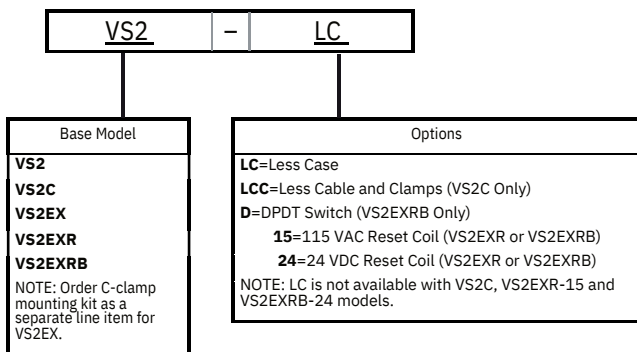 VS2 – LC
Base Model
VS2
VS2C
VS2EX
VS2EXR
VS2EXRB
NOTE: Order C-clamp
mounting kit as a
separate line item for
VS2EX.
Options
LC=Less Case
LCC=Less Cable and Clamps (VS2C Only)
D=DPDT Switch (VS2EXRB Only)
15=115 VAC Reset Coil (VS2EXR or VS2EXRB)
24=24 VDC Reset Coil (VS2EXR or VS2EXRB)
NOTE: LC is not available with VS2C, VS2EXR-15 and
VS2EXRB-24 models.